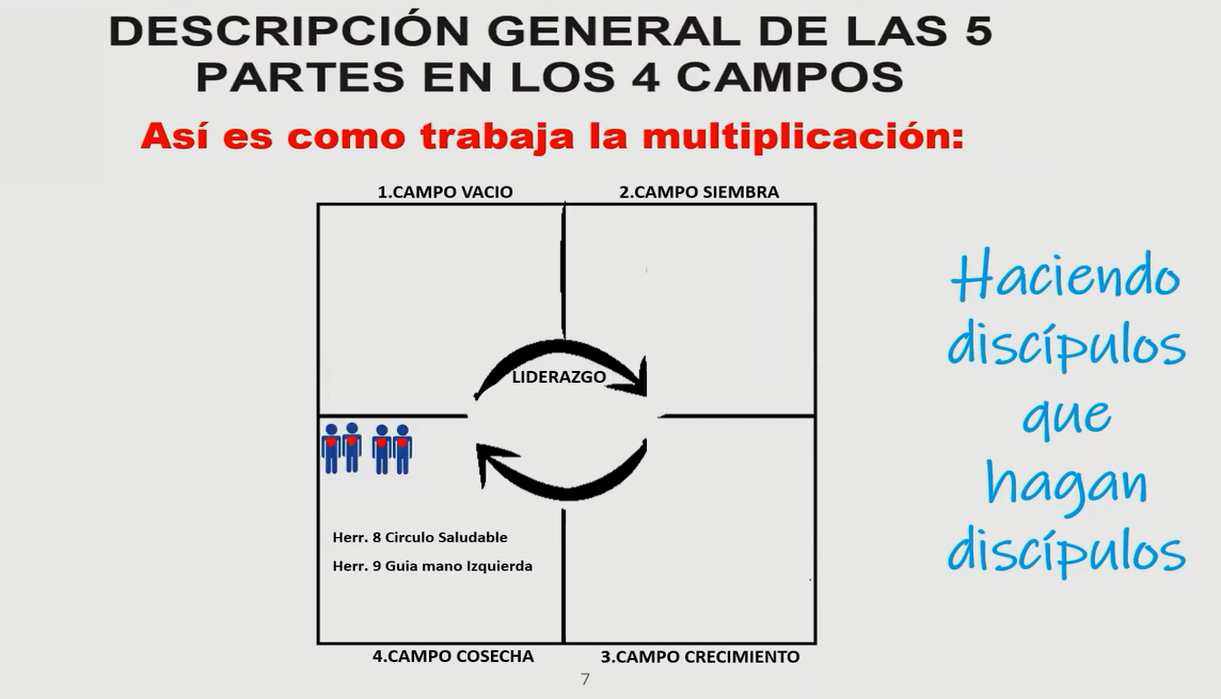 DESCRIPCIÓN GENERAL DE LAS 5
PARTES EN LOS 4 CAMPOS
Así es como trabaja la multiplicación:
1.CAMPO VACIO
2.CAMPO SIEMBRA
LIDERAZGO
Herr. 8 Circulo Saludable
Herr. 9 Guia mano Izquierda
4.CAMPO COSECHA
3.CAMPO CRECIMIENTO
Haciendo
discípulos
que
hagan
discípulos
7